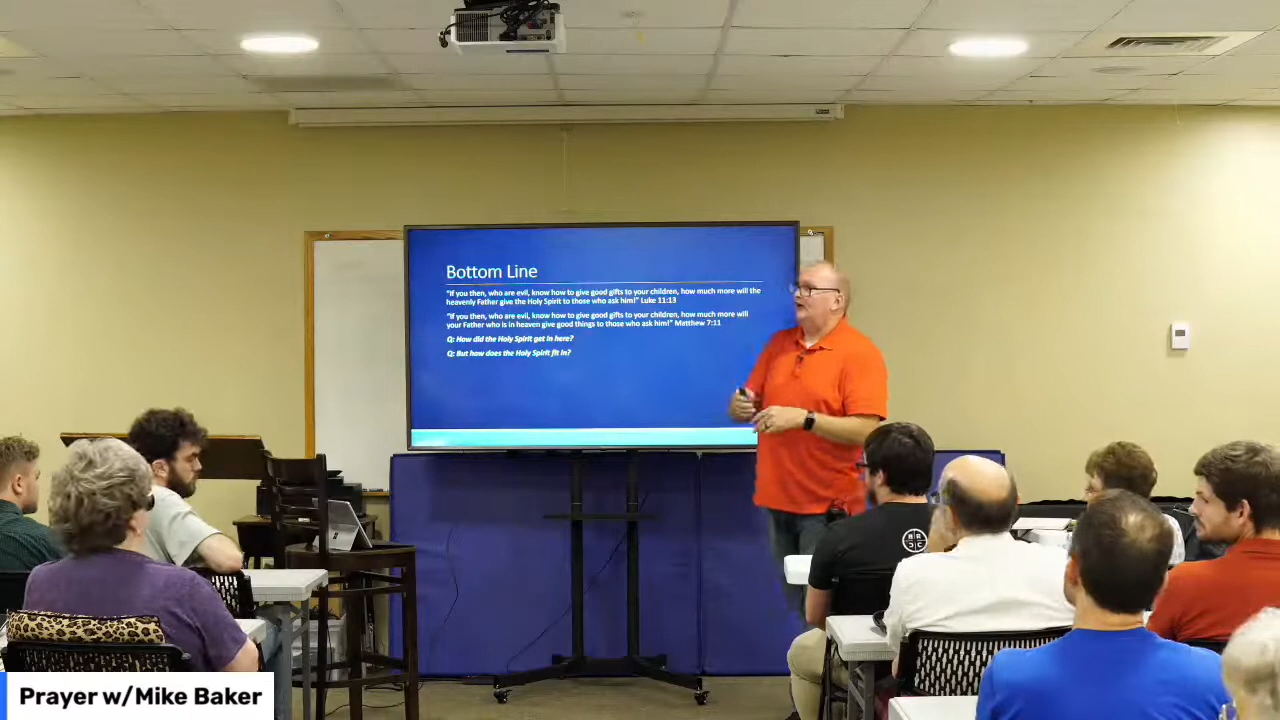 Bottom Line
"If you then, who are evil, know how to give good gifts to your children, how much more will the
heavenly Father give the Holy Spirit to those who ask him!" Luke 11:13
"If you then, who are evil, know how to give good gifts to your children, how much more will
your Father who is in heaven give good things to those who ask him!" Matthew 7:11
Q: How did the Holy Spirit get in here?
Q: But how does the Holy Spirit fit in?
Prayer w/Mike Baker